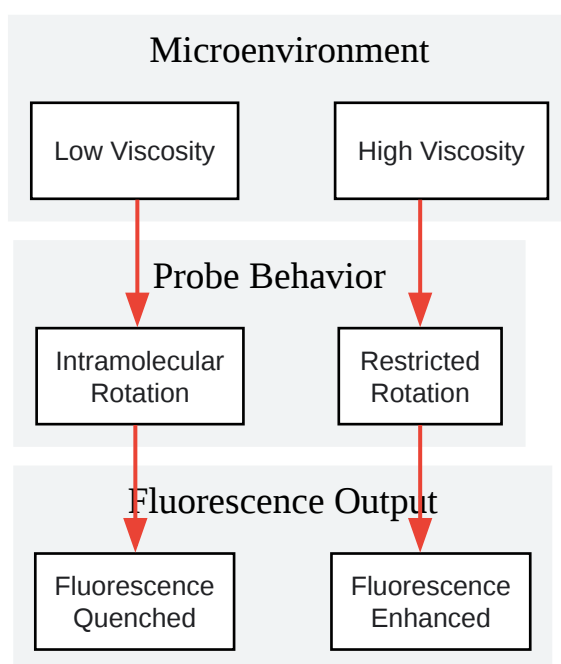 Microenvironment
Low Viscosity
High Viscosity
Probe Behavior
Intramolecular
Rotation
Restricted
Rotation
Fluorescence Output
Fluorescence
Quenched
Fluorescence
Enhanced